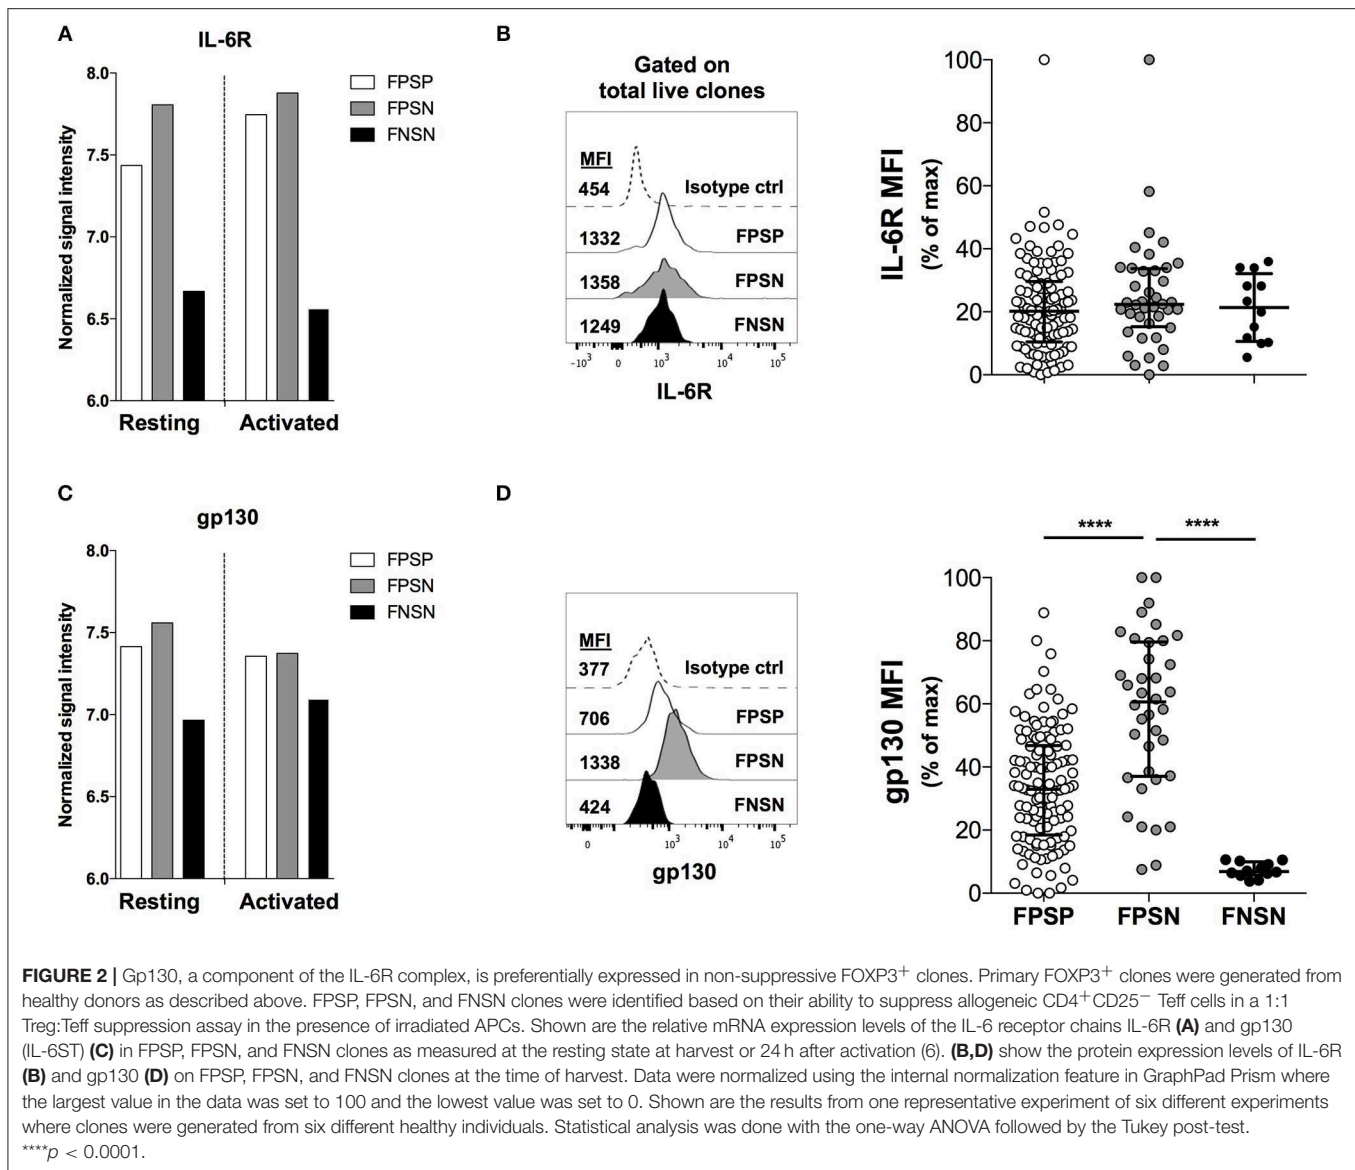 A
IL-6R
Normalized signal intensity
8.0
7.5
7.0
6.5
6.0
Resting
Activated
FPSP
FPSN
FNSN
B
Gated on
total live clones
MFI
454
Isotype ctrl
1332
FPSP
1358
FPSN
1249
FNSN
-10³ 0 10³ 10⁴ 10⁵
IL-6R
IL-6R MFI
(% of max)
100
80
60
40
20
0
C
gp130
Normalized signal intensity
8.0
7.5
7.0
6.5
6.0
Resting
Activated
FPSP
FPSN
FNSN
D
MFI
377
Isotype ctrl
706
FPSP
1338
FPSN
424
FNSN
0 10³ 10⁴ 10⁵
gp130
gp130 MFI
(% of max)
100
80
60
40
20
0
**** ****
FPSP FPSN FNSN
FIGURE 2 | Gp130, a component of the IL-6R complex, is preferentially expressed in non-suppressive FOXP3⁺ clones. Primary FOXP3⁺ clones were generated from
healthy donors as described above. FPSP, FPSN, and FNSN clones were identified based on their ability to suppress allogeneic CD4⁺CD25⁻ Teff cells in a 1:1
Treg:Teff suppression assay in the presence of irradiated APCs. Shown are the relative mRNA expression levels of the IL-6 receptor chains IL-6R (A) and gp130
(IL-6ST) (C) in FPSP, FPSN, and FNSN clones as measured at the resting state at harvest or 24 h after activation (6). (B,D) show the protein expression levels of IL-6R
(B) and gp130 (D) on FPSP, FPSN, and FNSN clones at the time of harvest. Data were normalized using the internal normalization feature in GraphPad Prism where
the largest value in the data was set to 100 and the lowest value was set to 0. Shown are the results from one representative experiment of six different experiments
where clones were generated from six different healthy individuals. Statistical analysis was done with the one-way ANOVA followed by the Tukey post-test.
****p < 0.0001.